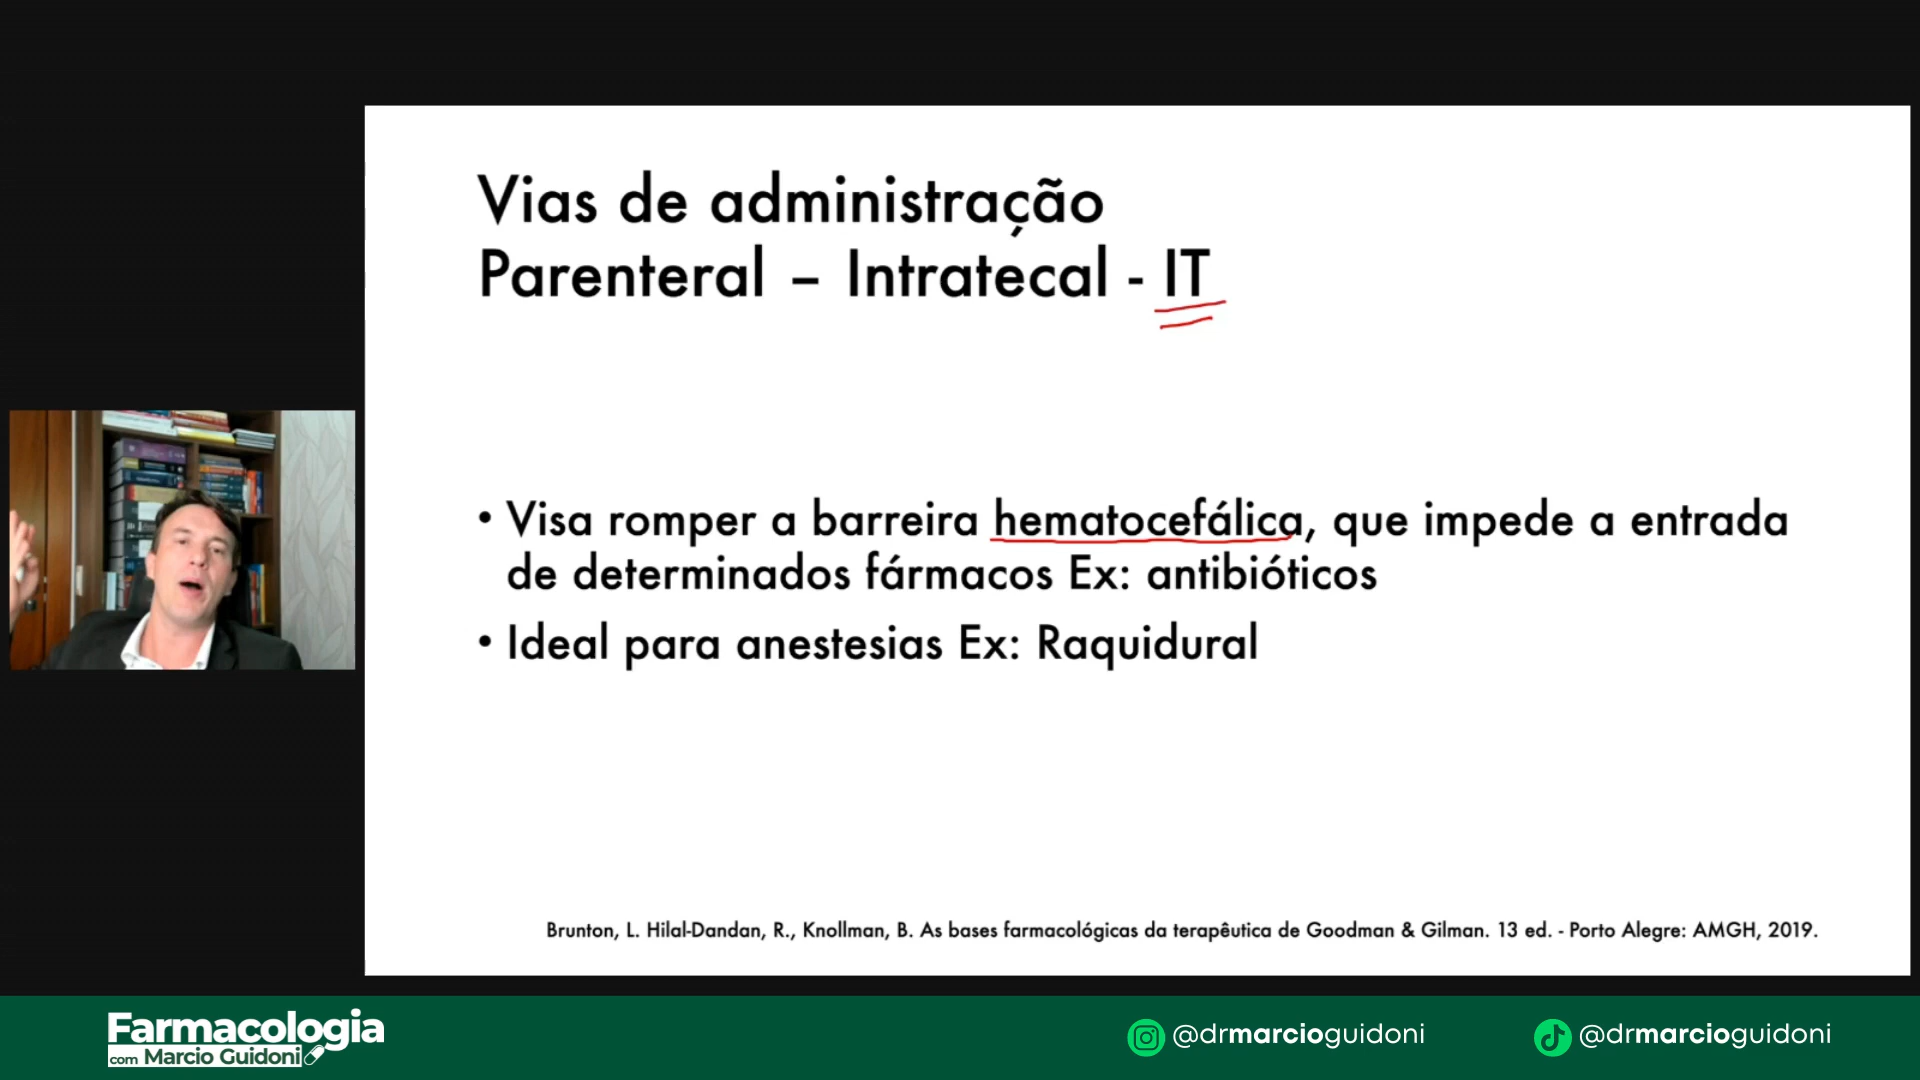 Vias de administração
Parenteral – Intratecal - IT
• Visa romper a barreira hematocefálica, que impede a entrada
de determinados fármacos Ex: antibióticos
• Ideal para anestesias Ex: Raquidural
Brunton, L. Hilal-Dandan, R., Knollman, B. As bases farmacológicas da terapêutica de Goodman & Gilman. 13 ed. - Porto Alegre: AMGH, 2019.
Farmacologia
com Marcio Guidoni
@drmarcioguidoni
@drmarcioguidoni